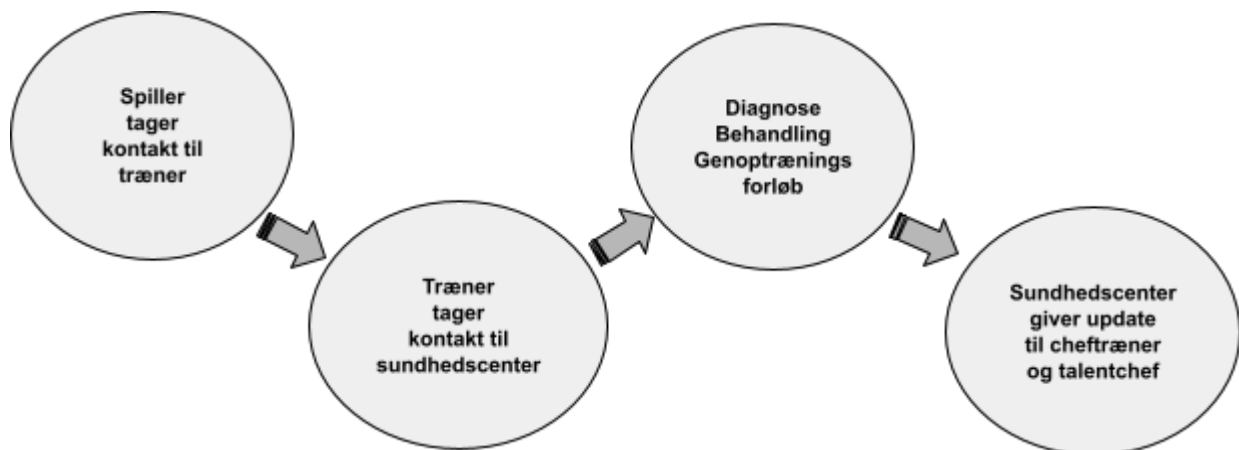 Spiller
tager
kontakt til
træner
Træner
tager
kontakt til
sundhedscenter
Diagnose
Behandling
Genoptrænings
forløb
Sundhedscenter
giver update
til cheftræner
og talentchef